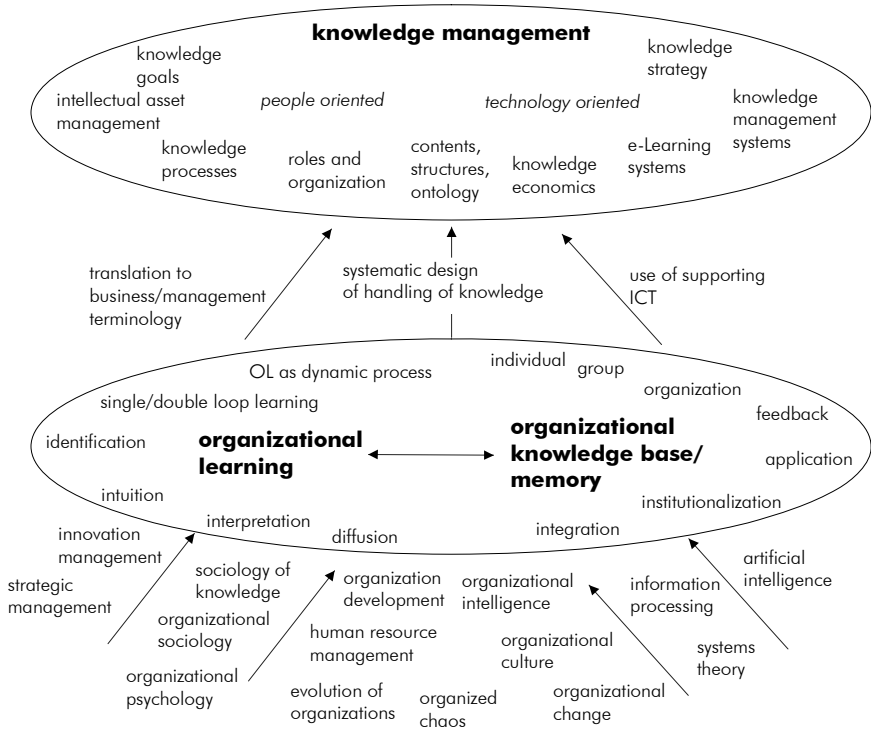 knowledge management
knowledge
goals
knowledge
strategy
intellectual asset
management
people oriented
technology oriented
knowledge
management
systems
knowledge
processes
roles and
organization
contents,
structures,
ontology
knowledge
economics
e-Learning
systems
translation to
business/management
terminology
systematic design
of handling of knowledge
use of supporting
ICT
OL as dynamic process
individual
group
organization
single/double loop learning
feedback
identification
organizational
learning
organizational
knowledge base/
memory
application
intuition
institutionalization
interpretation
diffusion
integration
innovation
management
strategic
management
sociology of
knowledge
organization
development
organizational
intelligence
information
processing
artificial
intelligence
organizational
sociology
human resource
management
organizational
culture
systems
theory
organizational
psychology
evolution of
organizations
organized
chaos
organizational
change